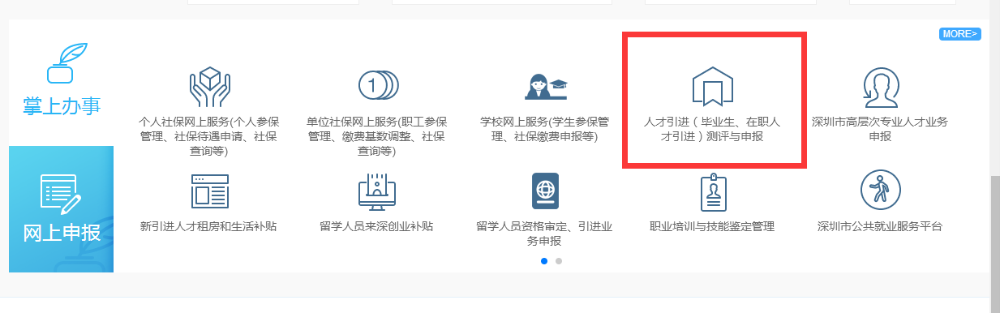 MORE>
掌上办事
网上申报
个人社保网上服务(个人参保
管理、社保待遇申请、社保
查询等)
1
单位社保网上服务(职工参保
管理、缴费基数调整、社保
查询等)
学校网上服务(学生参保管
理、社保缴费申报等)
人才引进（毕业生、在职人
才引进）测评与申报
深圳市高层次专业人才业务
申报
新引进人才租房和生活补贴
留学人员来深创业补贴
留学人员资格审定、引进业
务申报
职业培训与技能鉴定管理
深圳市公共就业服务平台